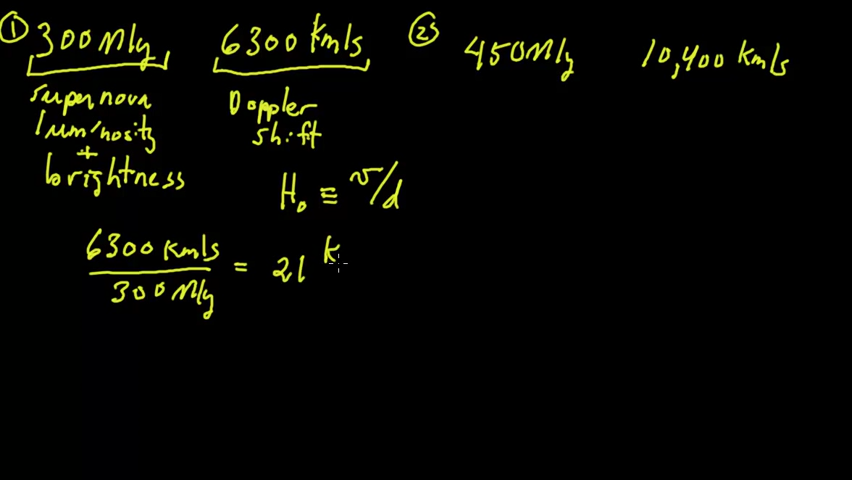 ① 300 Mly 6300 km/s
supernova
luminosity
+
brightness
Doppler
shift
H₀ ≡ v/d
6300 km/s
300 Mly
= 21 k
② 450 Mly 10,400 km/s